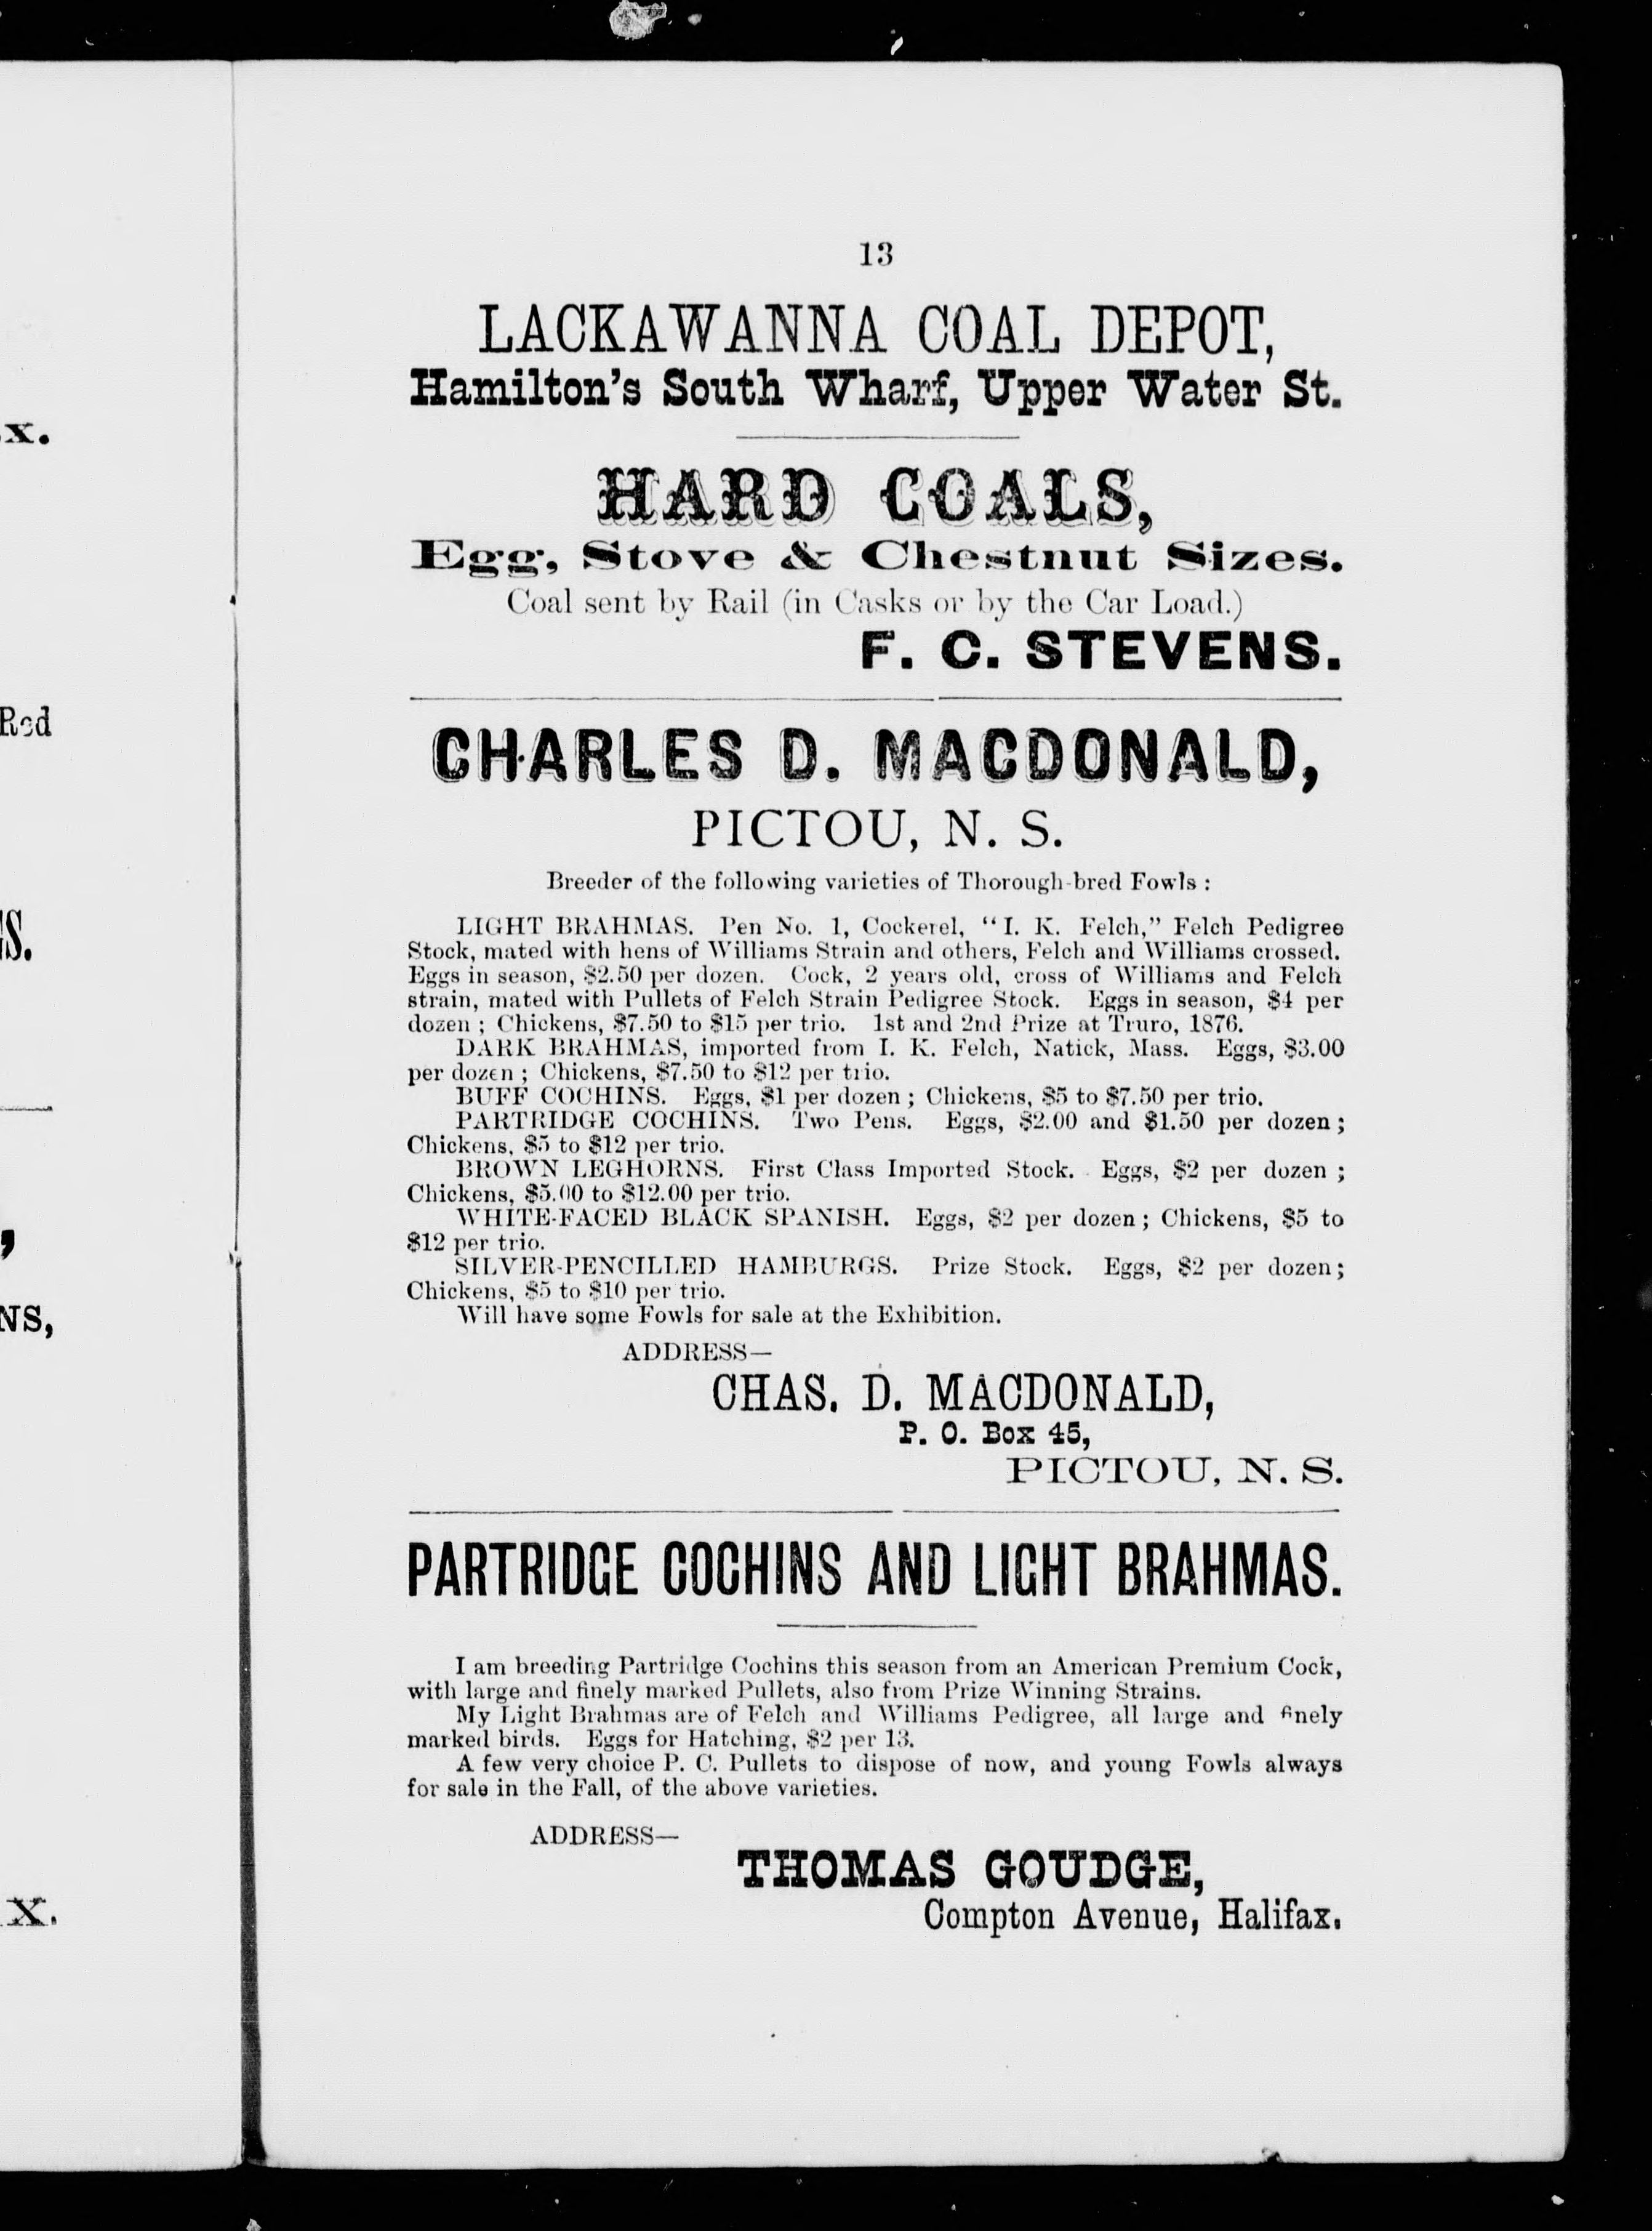 x.
Red
S.
,
NS,
X.
13
LACKAWANNA COAL DEPOT,
Hamilton's South Wharf, Upper Water St.
HARD COALS,
Egg, Stove & Chestnut Sizes.
Coal sent by Rail (in Casks or by the Car Load.)
F. C. STEVENS.
CHARLES D. MACDONALD,
PICTOU, N. S.
Breeder of the following varieties of Thorough-bred Fowls :
LIGHT BRAHMAS. Pen No. 1, Cockerel, "I. K. Felch," Felch Pedigree
Stock, mated with hens of Williams Strain and others, Felch and Williams crossed.
Eggs in season, $2.50 per dozen. Cock, 2 years old, cross of Williams and Felch
strain, mated with Pullets of Felch Strain Pedigree Stock. Eggs in season, $4 per
dozen ; Chickens, $7.50 to $15 per trio. 1st and 2nd Prize at Truro, 1876.
DARK BRAHMAS, imported from I. K. Felch, Natick, Mass. Eggs, $3.00
per dozen ; Chickens, $7.50 to $12 per trio.
BUFF COCHINS. Eggs, $1 per dozen ; Chickens, $5 to $7.50 per trio.
PARTRIDGE COCHINS. Two Pens. Eggs, $2.00 and $1.50 per dozen ;
Chickens, $5 to $12 per trio.
BROWN LEGHORNS. First Class Imported Stock. Eggs, $2 per dozen ;
Chickens, $5.00 to $12.00 per trio.
WHITE-FACED BLACK SPANISH. Eggs, $2 per dozen ; Chickens, $5 to
$12 per trio.
SILVER-PENCILLED HAMBURGS. Prize Stock. Eggs, $2 per dozen ;
Chickens, $5 to $10 per trio.
Will have some Fowls for sale at the Exhibition.
ADDRESS—
CHAS. D. MACDONALD,
P. O. Box 45,
PICTOU, N. S.
PARTRIDGE COCHINS AND LIGHT BRAHMAS.
I am breeding Partridge Cochins this season from an American Premium Cock,
with large and finely marked Pullets, also from Prize Winning Strains.
My Light Brahmas are of Felch and Williams Pedigree, all large and finely
marked birds. Eggs for Hatching, $2 per 13.
A few very choice P. C. Pullets to dispose of now, and young Fowls always
for sale in the Fall, of the above varieties.
ADDRESS—
THOMAS GOUDGE,
Compton Avenue, Halifax.